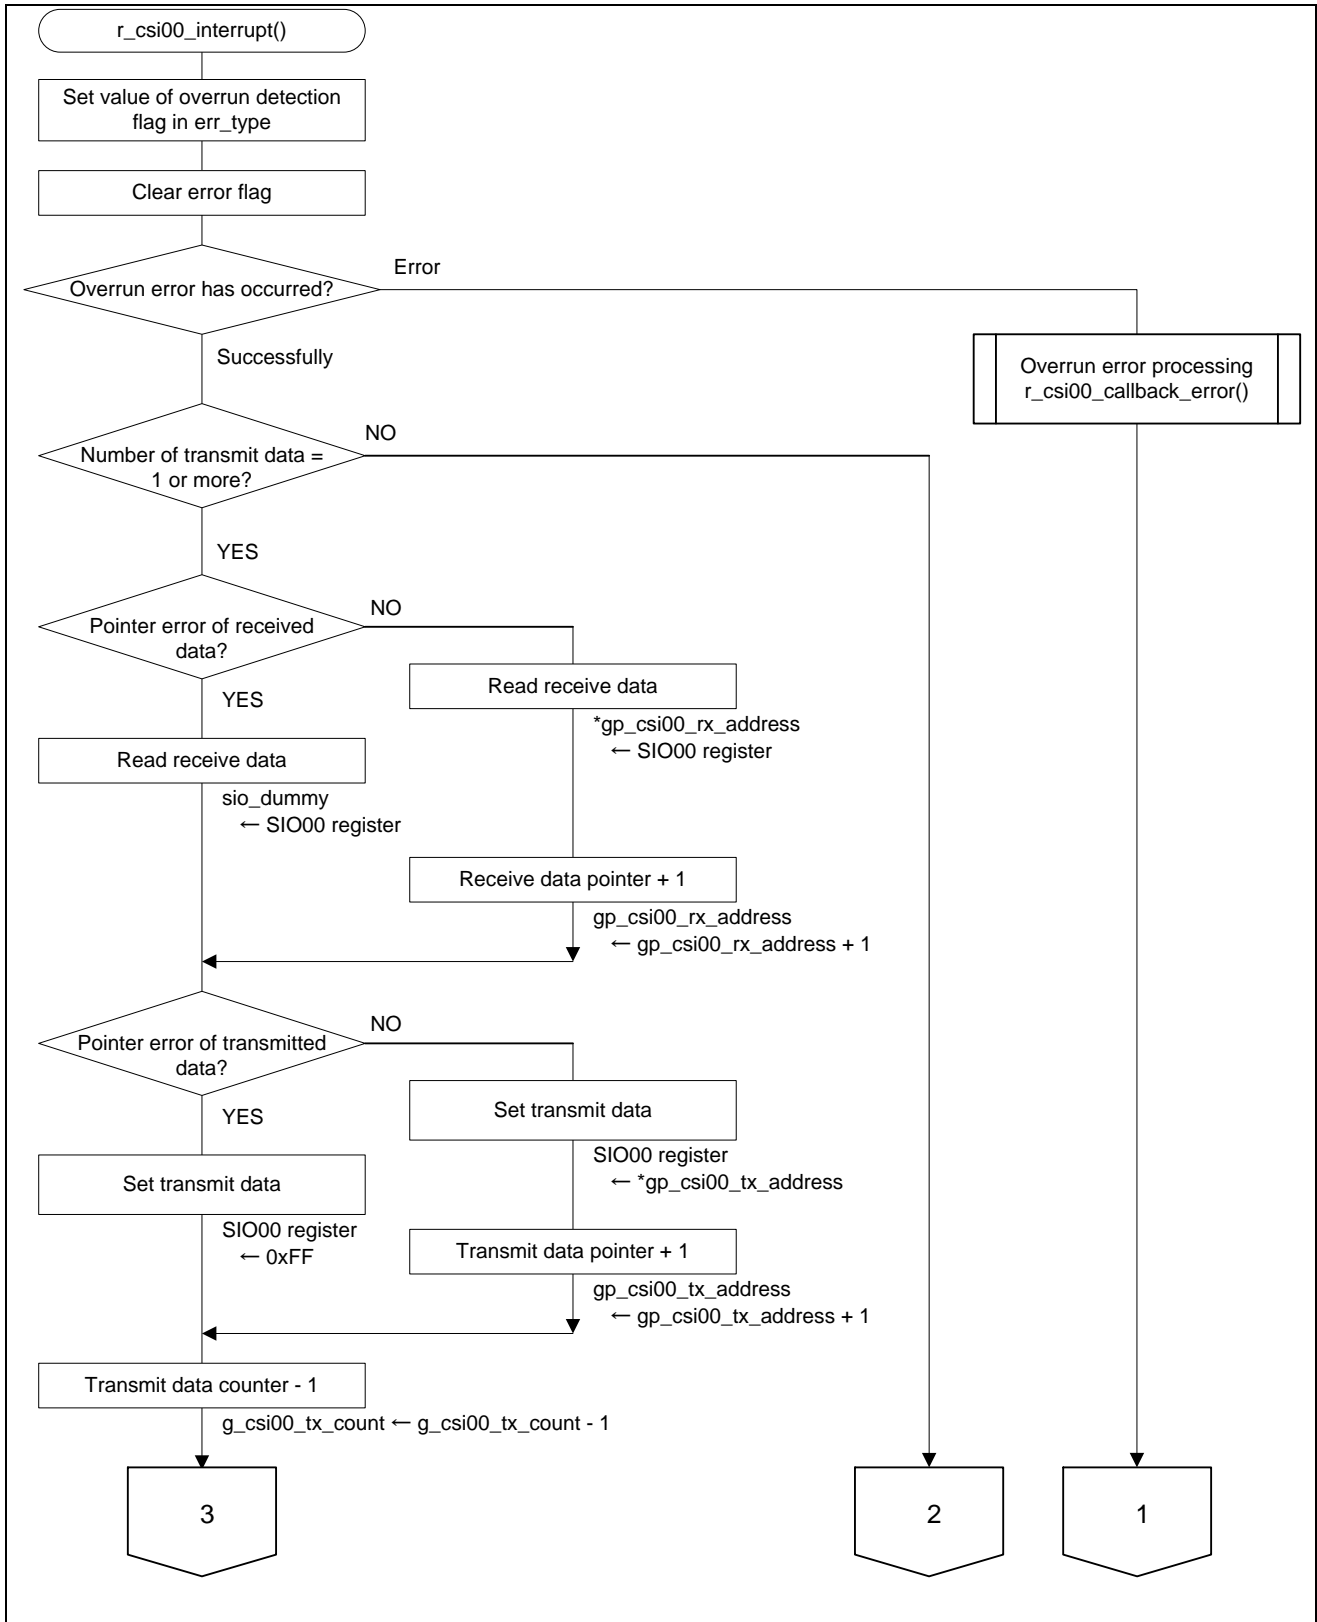 r_csi00_interrupt()
Set value of overrun detection
flag in err_type
Clear error flag
Overrun error has occurred?
Error
Successfully
Overrun error processing
r_csi00_callback_error()
Number of transmit data =
1 or more?
NO
YES
Pointer error of received
data?
NO
YES
Read receive data
*gp_csi00_rx_address
← SIO00 register
Read receive data
sio_dummy
← SIO00 register
Receive data pointer + 1
gp_csi00_rx_address
← gp_csi00_rx_address + 1
Pointer error of transmitted
data?
NO
YES
Set transmit data
SIO00 register
← *gp_csi00_tx_address
Set transmit data
SIO00 register
← 0xFF
Transmit data pointer + 1
gp_csi00_tx_address
← gp_csi00_tx_address + 1
Transmit data counter - 1
g_csi00_tx_count ← g_csi00_tx_count - 1
3
2
1